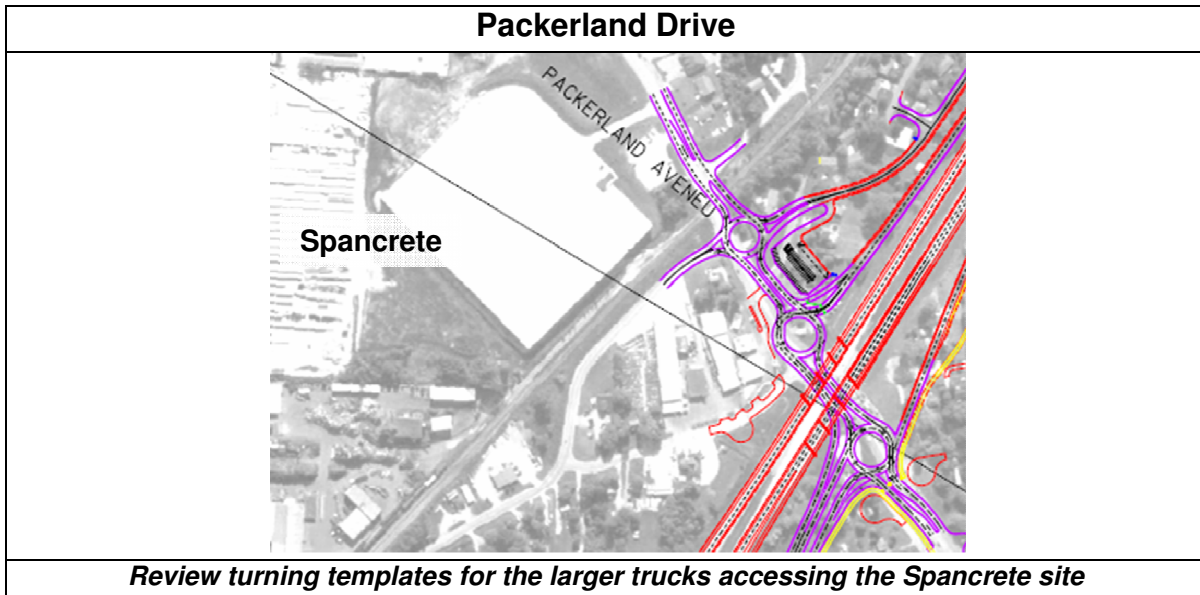 Packerland Drive
PACKERLAND AVENEU
Spancrete
Review turning templates for the larger trucks accessing the Spancrete site